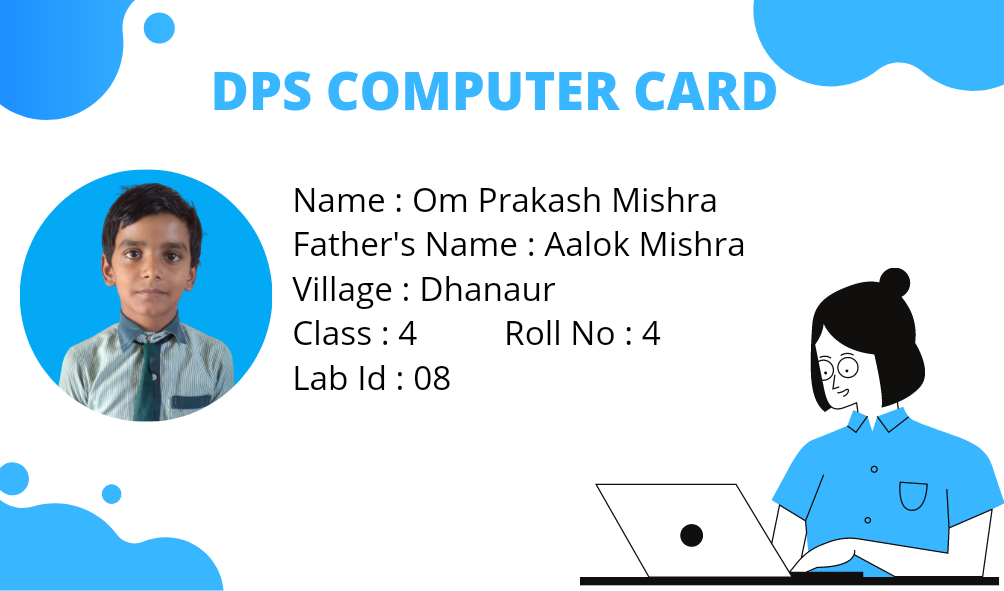 DPS COMPUTER CARD
Name : Om Prakash Mishra
Father's Name : Aalok Mishra
Village : Dhanaur
Class : 4 Roll No : 4
Lab Id : 08